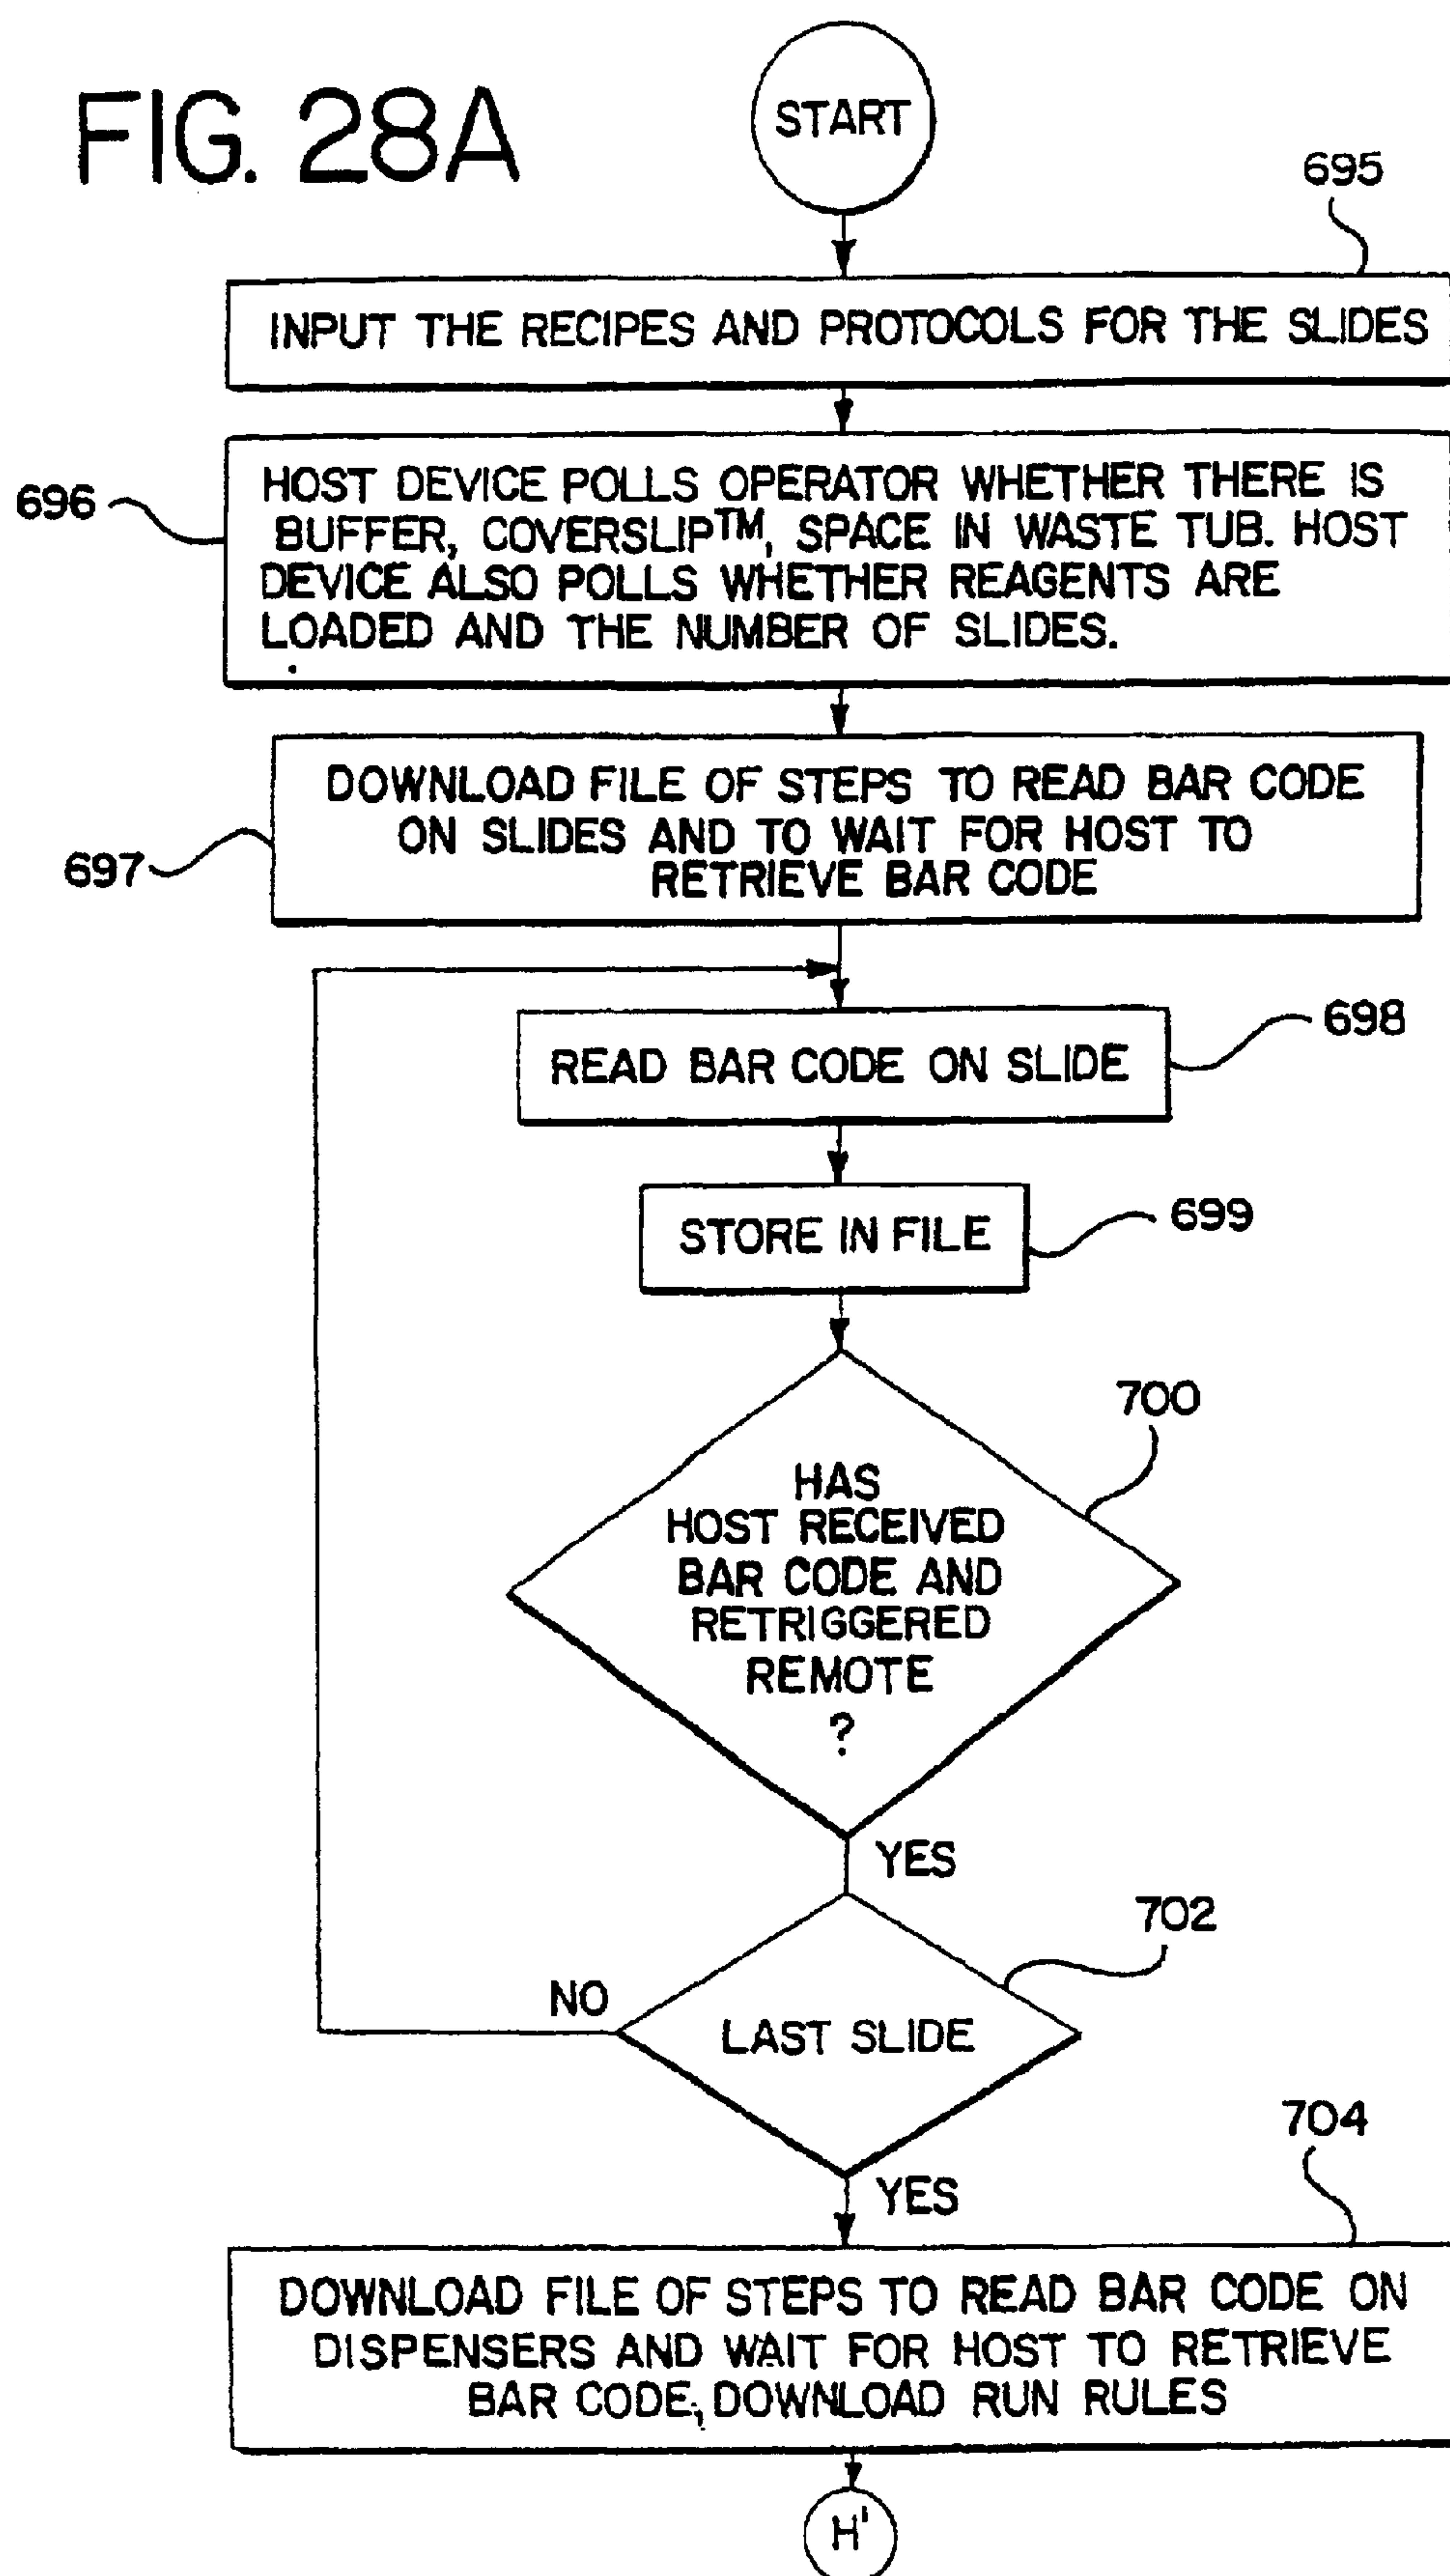 FIG. 28A
START
695
INPUT THE RECIPES AND PROTOCOLS FOR THE SLIDES
696
HOST DEVICE POLLS OPERATOR WHETHER THERE IS
BUFFER, COVERSLIP™, SPACE IN WASTE TUB. HOST
DEVICE ALSO POLLS WHETHER REAGENTS ARE
LOADED AND THE NUMBER OF SLIDES.
697
DOWNLOAD FILE OF STEPS TO READ BAR CODE
ON SLIDES AND TO WAIT FOR HOST TO
RETRIEVE BAR CODE
698
READ BAR CODE ON SLIDE
699
STORE IN FILE
700
HAS
HOST RECEIVED
BAR CODE AND
RETRIGGERED
REMOTE
?
YES
702
NO
LAST SLIDE
YES
704
DOWNLOAD FILE OF STEPS TO READ BAR CODE ON
DISPENSERS AND WAIT FOR HOST TO RETRIEVE
BAR CODE, DOWNLOAD RUN RULES
H'